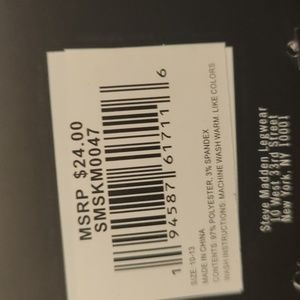 MSRP $24.00
SMSKM0047
1 94587 61711 6
SIZE: 10-13
MADE IN CHINA
CONTENTS: 97% POLYESTER, 3% SPANDEX
WASH INSTRUCTIONS: MACHINE WASH WARM, LIKE COLORS
Steve Madden Legwear
10 West 33rd Street
New York, NY 10001